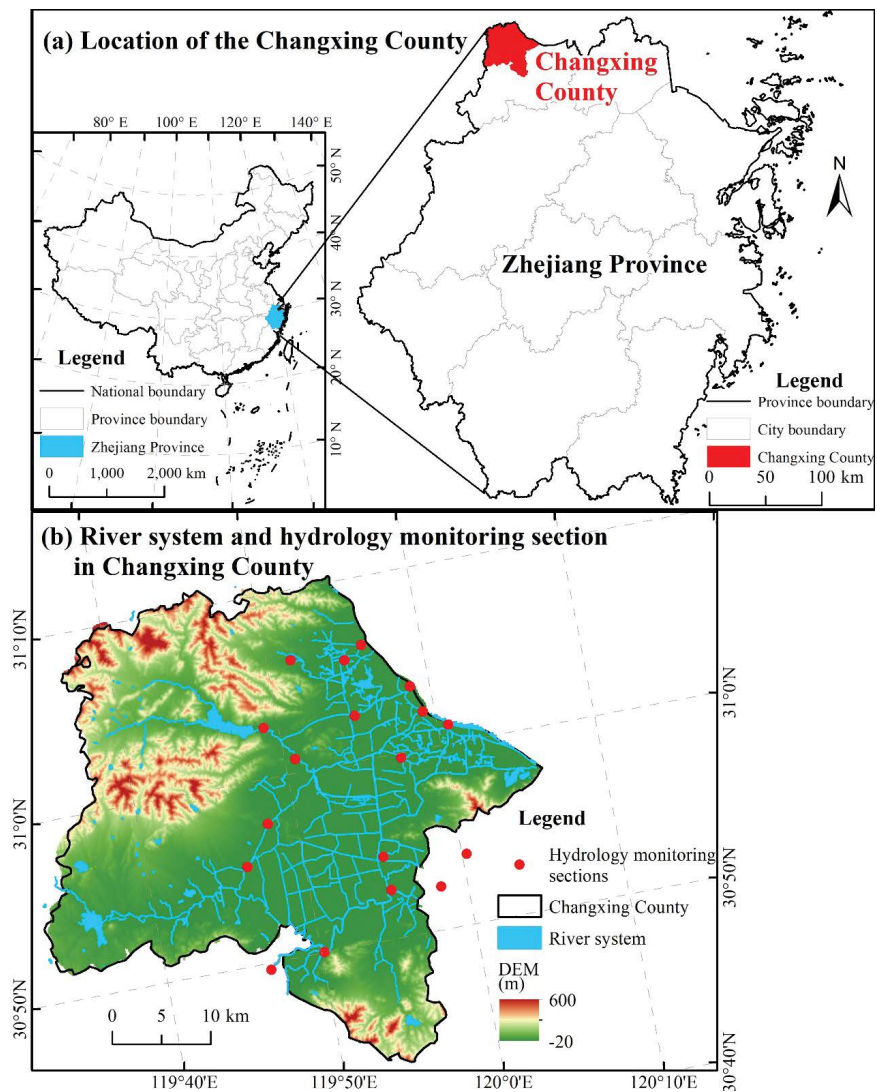 (a) Location of the Changxing County
Changxing
County
80° E
100° E
120° E
140° E
50° N
40° N
30° N
20° N
10° N
N
Zhejiang Province
Legend
National boundary
Province boundary
Zhejiang Province
0 1,000 2,000 km
Legend
Province boundary
City boundary
Changxing County
0 50 100 km
(b) River system and hydrology monitoring section
in Changxing County
31°10'N
31°0'N
30°50'N
31°0'N
30°50'N
30°40'N
Legend
Hydrology monitoring
sections
Changxing County
River system
DEM
(m)
600
-20
0 5 10 km
119°40'E
119°50'E
120°0'E
120°10'E